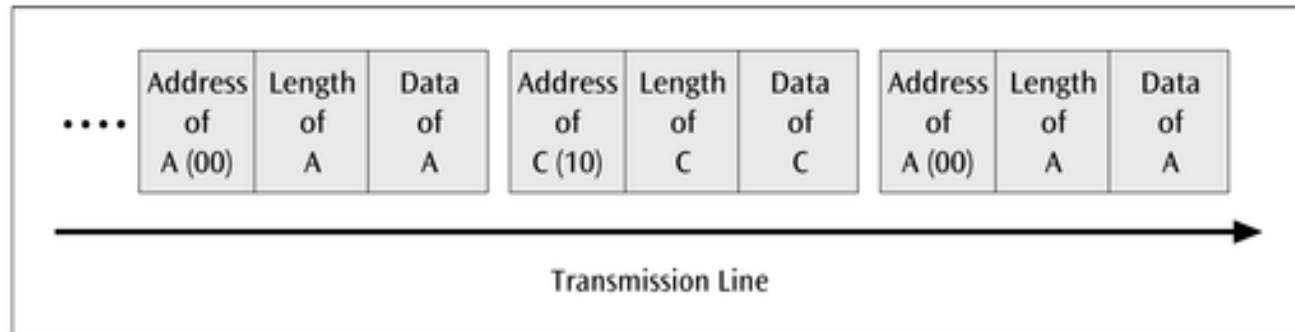 .... Address of A (00) Length of A Data of A Address of C (10) Length of C Data of C Address of A (00) Length of A Data of A
Transmission Line